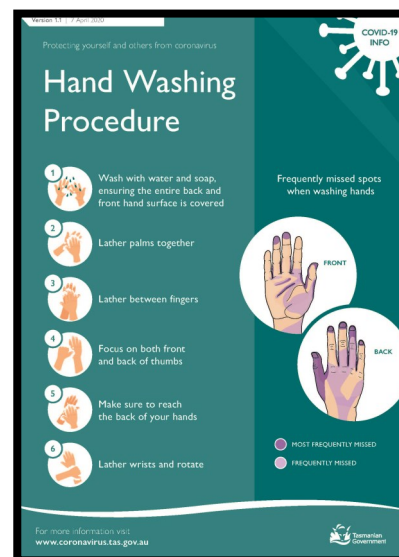 Version 1.1 | 7 April 2020
COVID-19
INFO
Protecting yourself and others from coronavirus
Hand Washing
Procedure
1
Wash with water and soap,
ensuring the entire back and
front hand surface is covered
2
Lather palms together
3
Lather between fingers
4
Focus on both front
and back of thumbs
5
Make sure to reach
the back of your hands
6
Lather wrists and rotate
Frequently missed spots
when washing hands
FRONT
BACK
MOST FREQUENTLY MISSED
FREQUENTLY MISSED
For more information visit
www.coronavirus.tas.gov.au
Tasmanian
Government